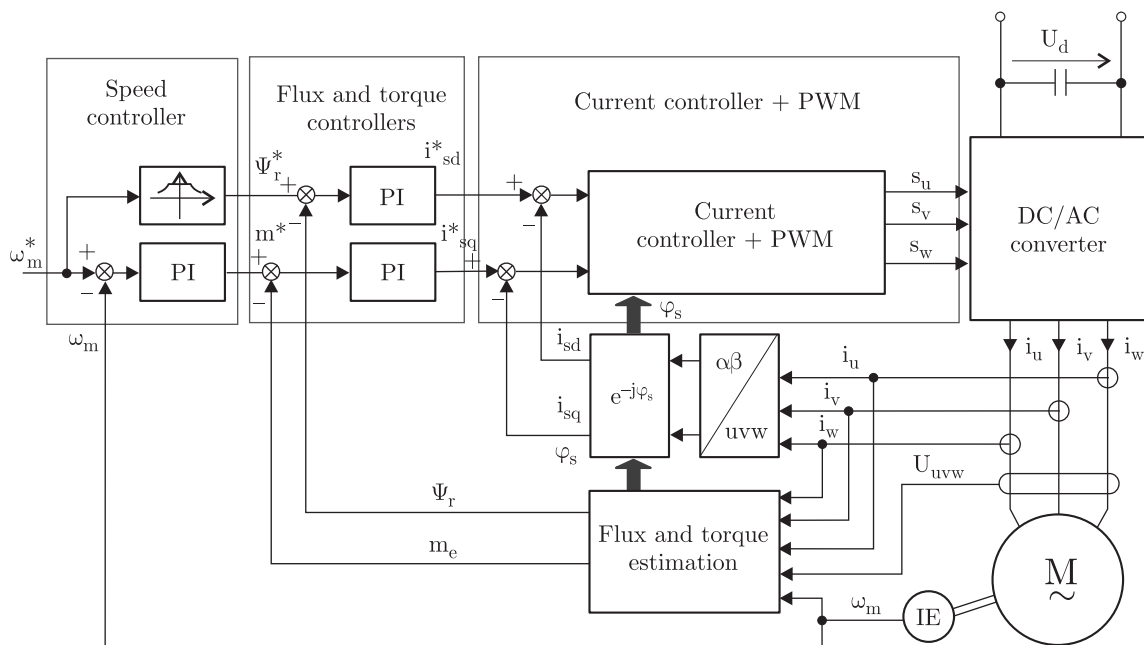 U_d
Speed
controller
Flux and torque
controllers
Current controller + PWM
Ψ_r^*
+
−
PI
i^*_sd
+
−
Current
controller + PWM
s_u
s_v
s_w
DC/AC
converter
ω_m^*
+
−
PI
m*
+
−
PI
i^*_sq
+
−
ω_m
φ_s
i_sd
i_sq
φ_s
e^−jφ_s
αβ
uvw
i_u
i_v
i_w
i_u
i_v
i_w
U_uvw
Ψ_r
m_e
Flux and torque
estimation
ω_m
IE
M
~